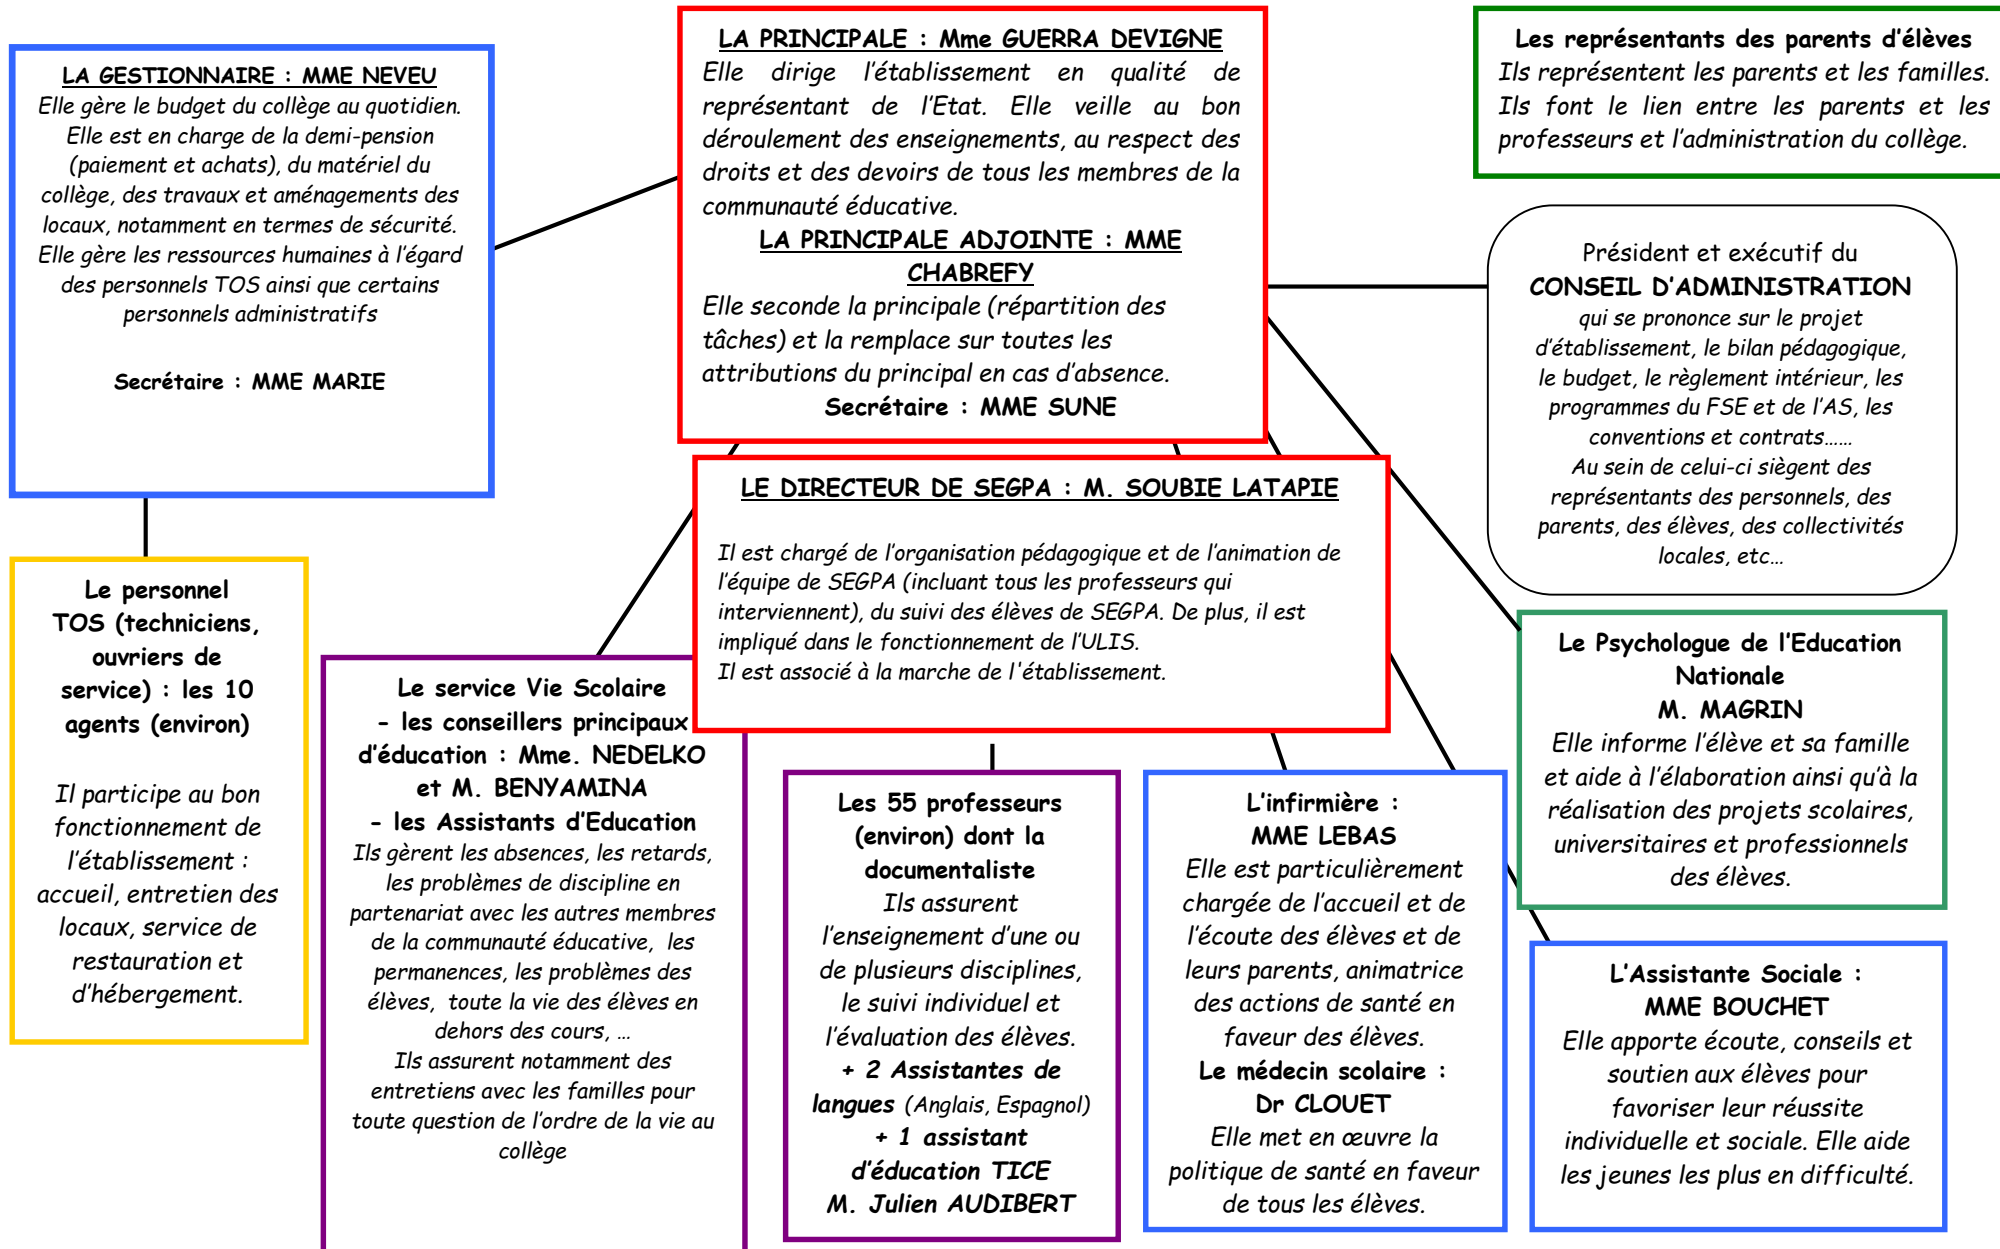 LA GESTIONNAIRE : MME NEVEU
Elle gère le budget du collège au quotidien.
Elle est en charge de la demi-pension
(paiement et achats), du matériel du
collège, des travaux et aménagements des
locaux, notamment en termes de sécurité.
Elle gère les ressources humaines à l'égard
des personnels TOS ainsi que certains
personnels administratifs
Secrétaire : MME MARIE
LA PRINCIPALE : Mme GUERRA DEVIGNE
Elle dirige l'établissement en qualité de
représentant de l'Etat. Elle veille au bon
déroulement des enseignements, au respect des
droits et des devoirs de tous les membres de la
communauté éducative.
LA PRINCIPALE ADJOINTE : MME
CHABREFY
Elle seconde la principale (répartition des
tâches) et la remplace sur toutes les
attributions du principal en cas d'absence.
Secrétaire : MME SUNE
Les représentants des parents d'élèves
Ils représentent les parents et les familles.
Ils font le lien entre les parents et les
professeurs et l'administration du collège.
Président et exécutif du
CONSEIL D'ADMINISTRATION
qui se prononce sur le projet
d'établissement, le bilan pédagogique,
le budget, le règlement intérieur, les
programmes du FSE et de l'AS, les
conventions et contrats……
Au sein de celui-ci siègent des
représentants des personnels, des
parents, des élèves, des collectivités
locales, etc…
LE DIRECTEUR DE SEGPA : M. SOUBIE LATAPIE
Il est chargé de l'organisation pédagogique et de l'animation de
l'équipe de SEGPA (incluant tous les professeurs qui
interviennent), du suivi des élèves de SEGPA. De plus, il est
impliqué dans le fonctionnement de l'ULIS.
Il est associé à la marche de l'établissement.
Le personnel
TOS (techniciens,
ouvriers de
service) : les 10
agents (environ)
Il participe au bon
fonctionnement de
l'établissement :
accueil, entretien des
locaux, service de
restauration et
d'hébergement.
Le service Vie Scolaire
- les conseillers principaux
d'éducation : Mme. NEDELKO
et M. BENYAMINA
- les Assistants d'Education
Ils gèrent les absences, les retards,
les problèmes de discipline en
partenariat avec les autres membres
de la communauté éducative, les
permanences, les problèmes des
élèves, toute la vie des élèves en
dehors des cours, …
Ils assurent notamment des
entretiens avec les familles pour
toute question de l'ordre de la vie au
collège
Les 55 professeurs
(environ) dont la
documentaliste
Ils assurent
l'enseignement d'une ou
de plusieurs disciplines,
le suivi individuel et
l'évaluation des élèves.
+ 2 Assistantes de
langues (Anglais, Espagnol)
+ 1 assistant
d'éducation TICE
M. Julien AUDIBERT
L'infirmière :
MME LEBAS
Elle est particulièrement
chargée de l'accueil et de
l'écoute des élèves et de
leurs parents, animatrice
des actions de santé en
faveur des élèves.
Le médecin scolaire :
Dr CLOUET
Elle met en œuvre la
politique de santé en faveur
de tous les élèves.
Le Psychologue de l'Education
Nationale
M. MAGRIN
Elle informe l'élève et sa famille
et aide à l'élaboration ainsi qu'à la
réalisation des projets scolaires,
universitaires et professionnels
des élèves.
L'Assistante Sociale :
MME BOUCHET
Elle apporte écoute, conseils et
soutien aux élèves pour
favoriser leur réussite
individuelle et sociale. Elle aide
les jeunes les plus en difficulté.